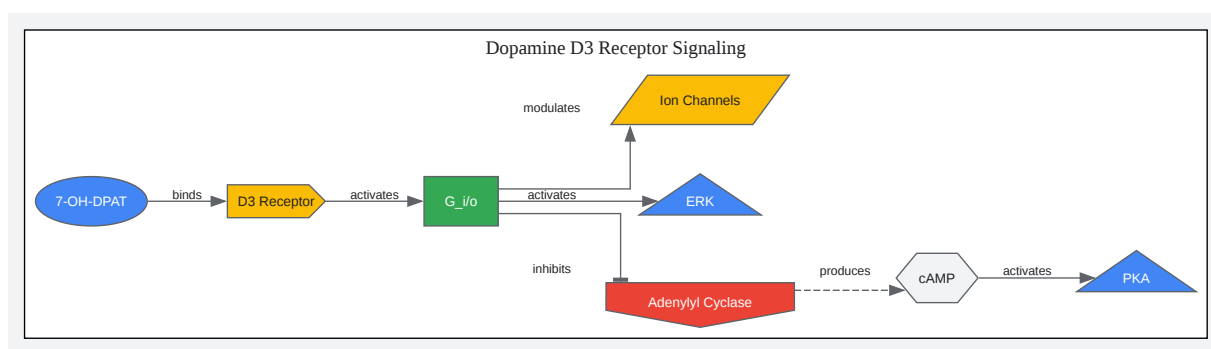 Dopamine D3 Receptor Signaling
modulates
Ion Channels
7-OH-DPAT
binds
D3 Receptor
activates
G_i/o
activates
ERK
inhibits
Adenylyl Cyclase
produces
cAMP
activates
PKA